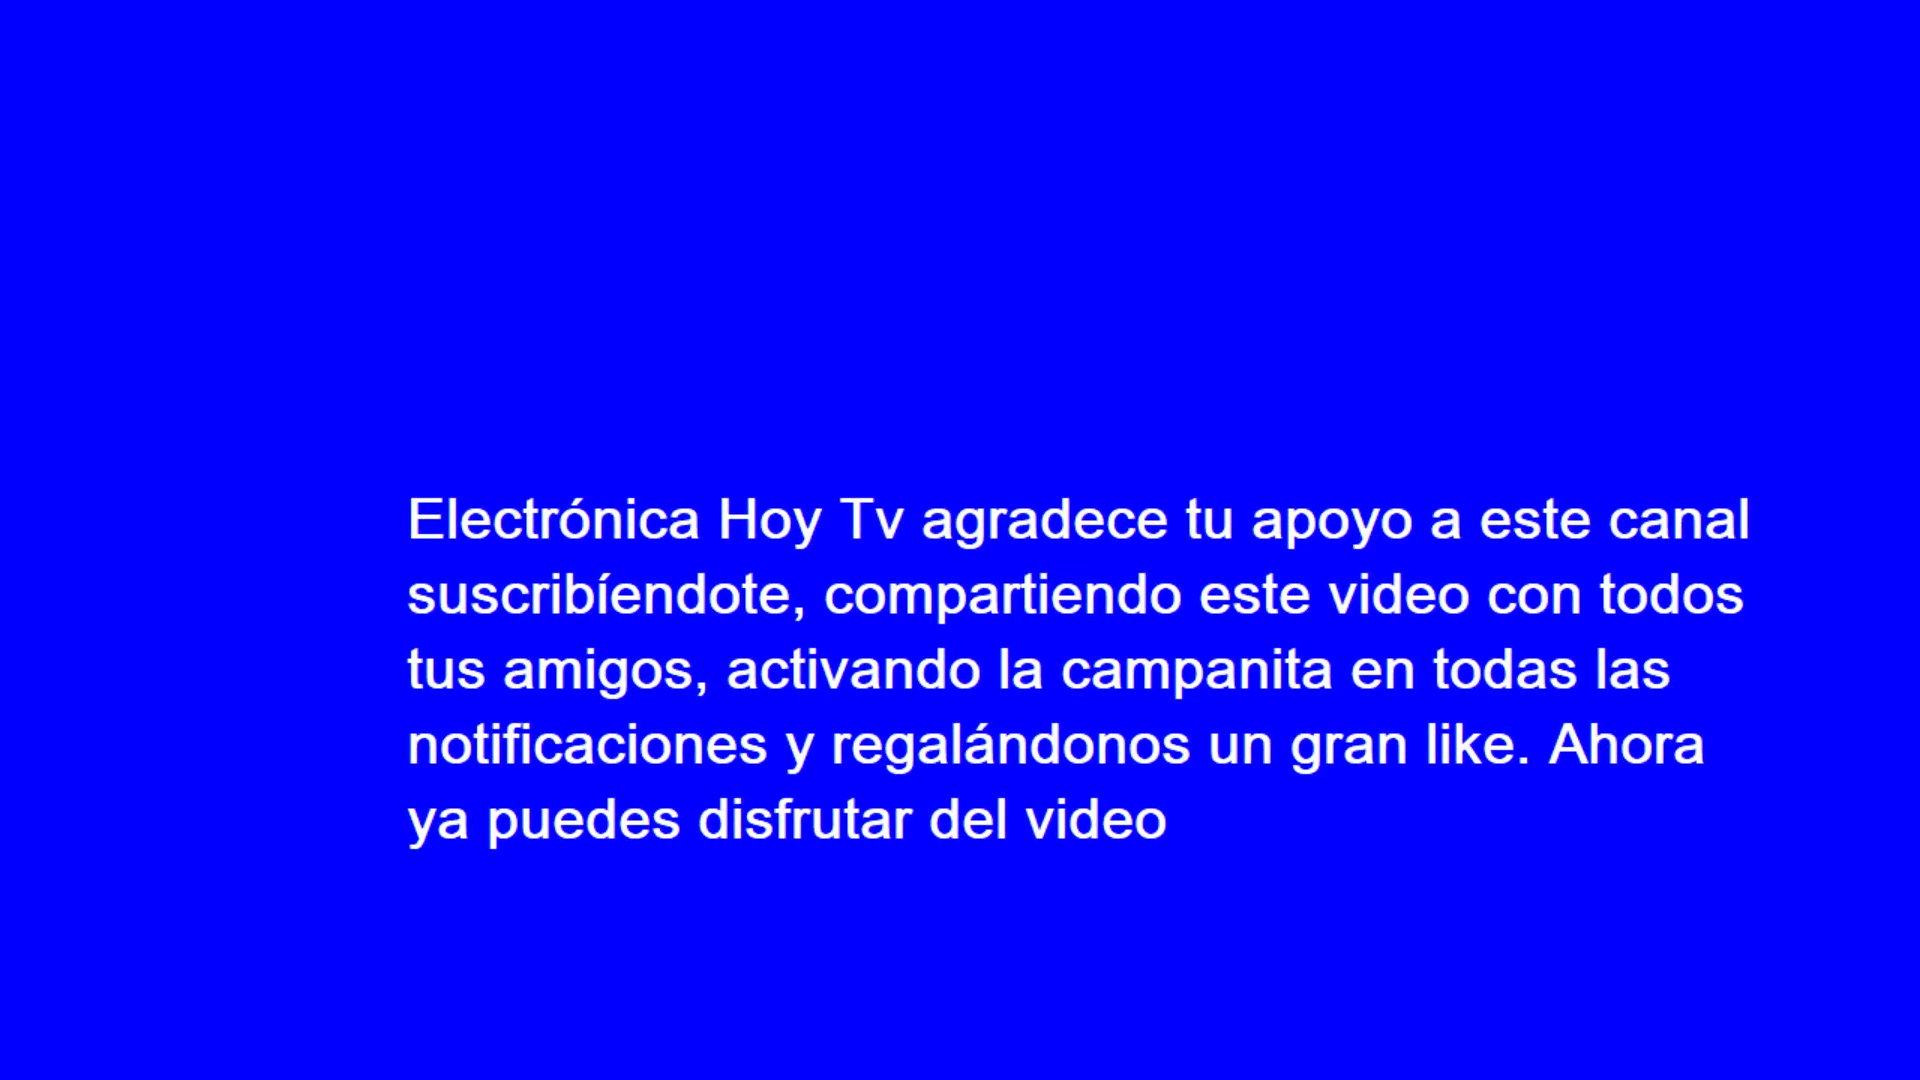 Electrónica Hoy Tv agradece tu apoyo a este canal
suscribíendote, compartiendo este video con todos
tus amigos, activando la campanita en todas las
notificaciones y regalándonos un gran like. Ahora
ya puedes disfrutar del video